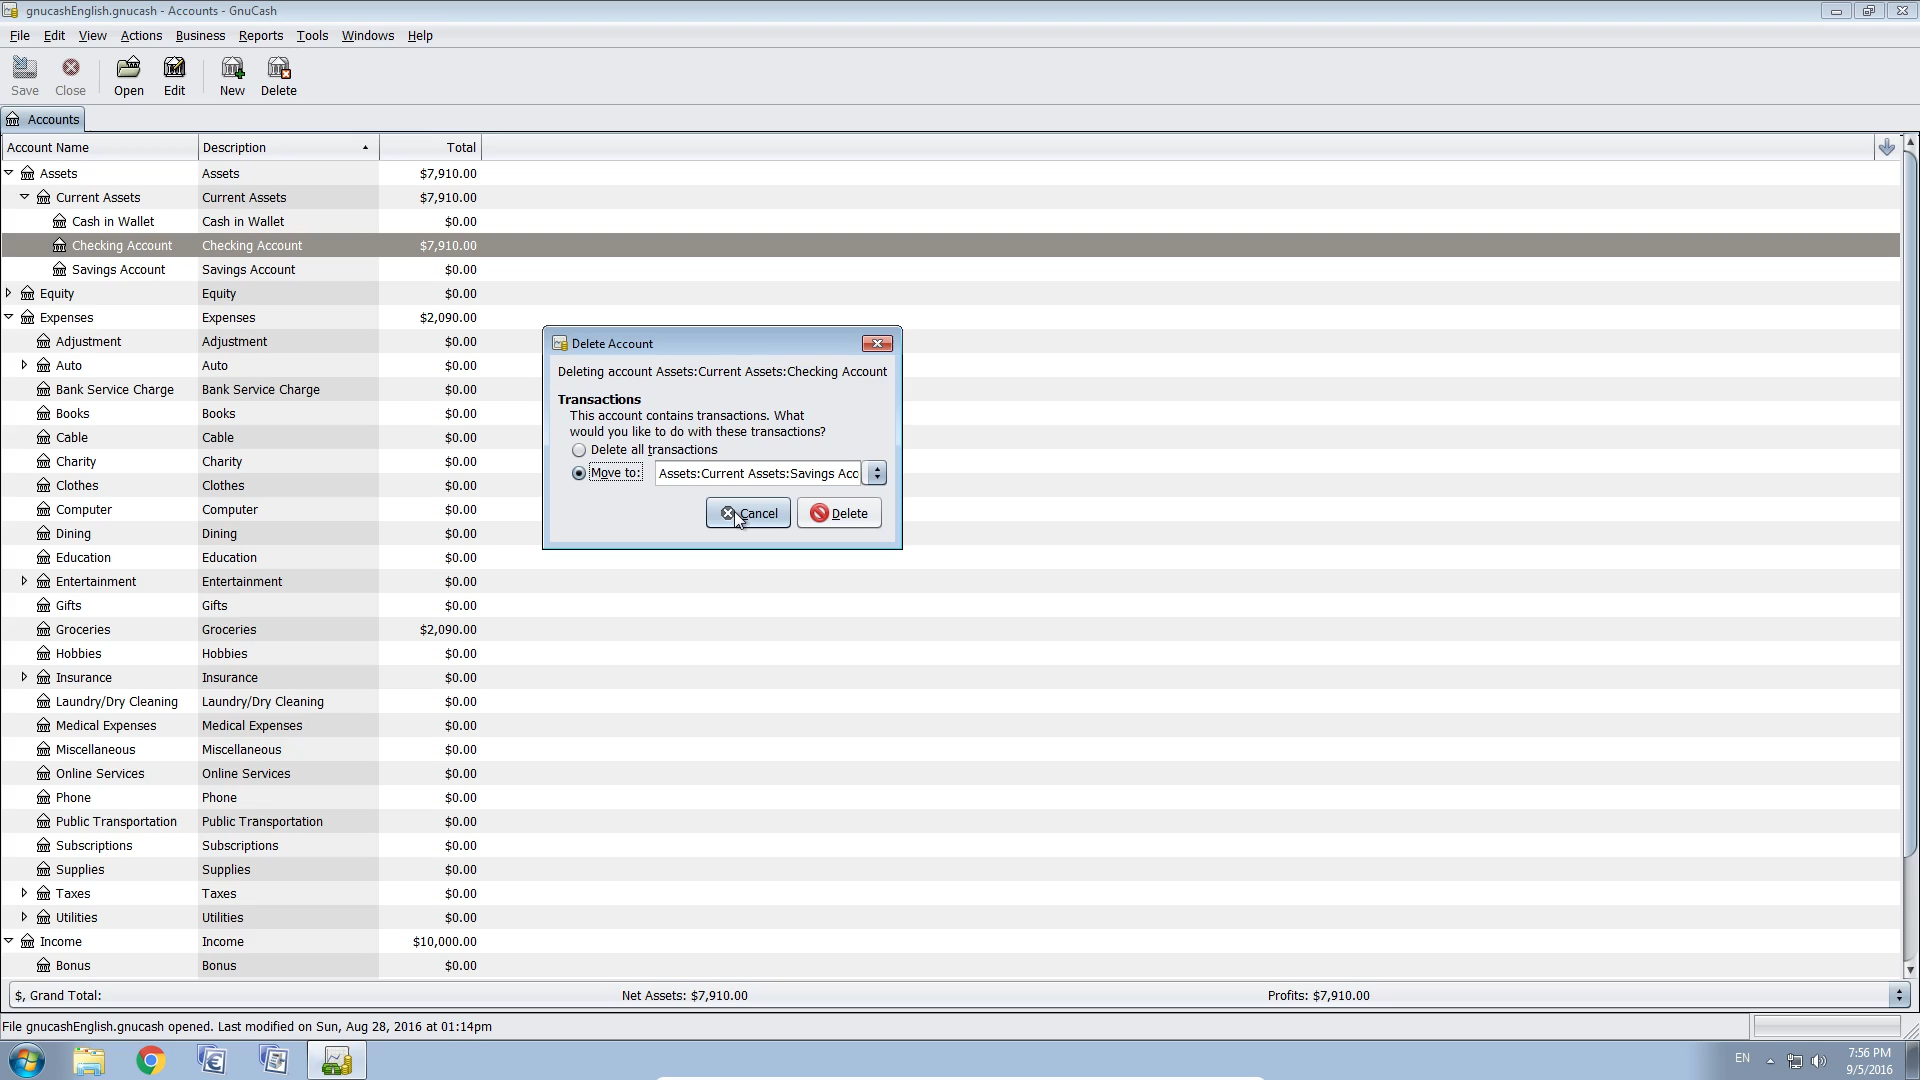 gnucashEnglish.gnucash - Accounts - GnuCash
File Edit View Actions Business Reports Tools Windows Help
Save Close Open Edit New Delete
Accounts
Account Name Description Total
Assets Assets $7,910.00
Current Assets Current Assets $7,910.00
Cash in Wallet Cash in Wallet $0.00
Checking Account Checking Account $7,910.00
Savings Account Savings Account $0.00
Equity Equity $0.00
Expenses Expenses $2,090.00
Adjustment Adjustment $0.00
Auto Auto $0.00
Bank Service Charge Bank Service Charge $0.00
Books Books $0.00
Cable Cable $0.00
Charity Charity $0.00
Clothes Clothes $0.00
Computer Computer $0.00
Dining Dining $0.00
Education Education $0.00
Entertainment Entertainment $0.00
Gifts Gifts $0.00
Groceries Groceries $2,090.00
Hobbies Hobbies $0.00
Insurance Insurance $0.00
Laundry/Dry Cleaning Laundry/Dry Cleaning $0.00
Medical Expenses Medical Expenses $0.00
Miscellaneous Miscellaneous $0.00
Online Services Online Services $0.00
Phone Phone $0.00
Public Transportation Public Transportation $0.00
Subscriptions Subscriptions $0.00
Supplies Supplies $0.00
Taxes Taxes $0.00
Utilities Utilities $0.00
Income Income $10,000.00
Bonus Bonus $0.00
Delete Account
Deleting account Assets:Current Assets:Checking Account
Transactions
This account contains transactions. What
would you like to do with these transactions?
Delete all transactions
Move to: Assets:Current Assets:Savings Acc
Cancel Delete
$, Grand Total: Net Assets: $7,910.00 Profits: $7,910.00
File gnucashEnglish.gnucash opened. Last modified on Sun, Aug 28, 2016 at 01:14pm
EN 7:56 PM
9/5/2016